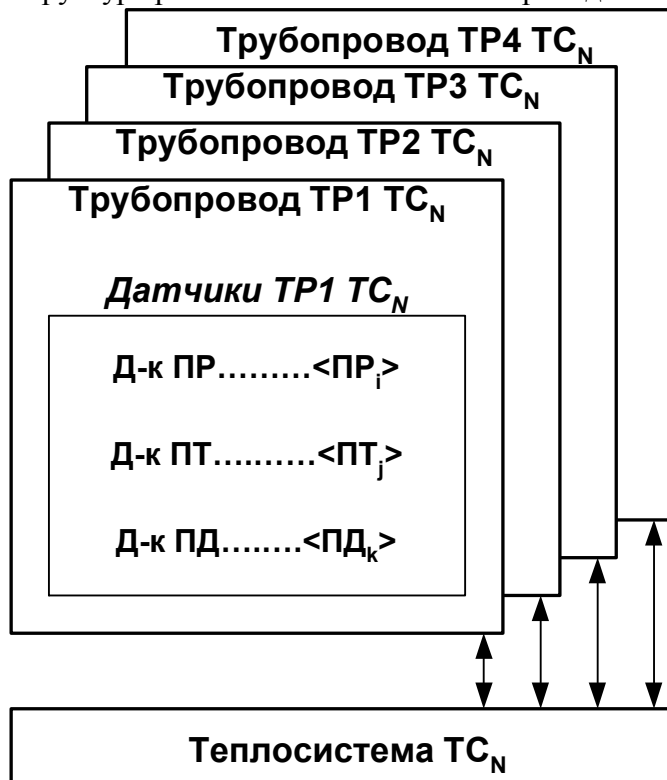 Трубопровод ТР4 ТС_N
Трубопровод ТР3 ТС_N
Трубопровод ТР2 ТС_N
Трубопровод ТР1 ТС_N
Датчики ТР1 ТС_N
Д-к ПР.........<ПР_i>
Д-к ПТ..........<ПТ_j>
Д-к ПД.........<ПД_k>
Теплосистема ТС_N